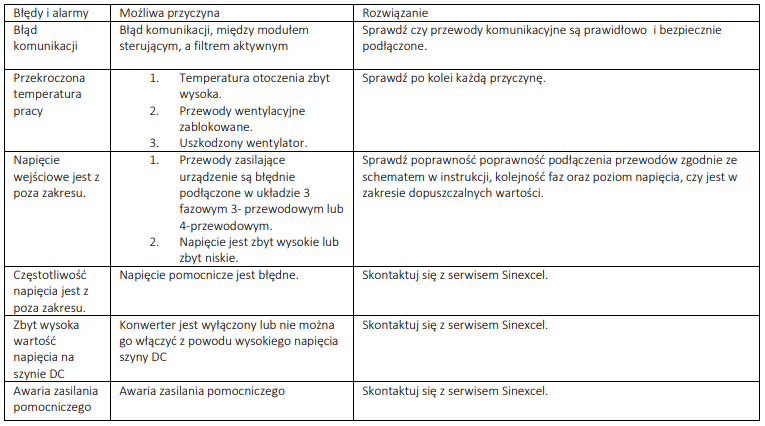 Błędy i alarmy
Możliwa przyczyna
Rozwiązanie
Błąd
komunikacji
Błąd komunikacji, między modułem
sterującym, a filtrem aktywnym
Sprawdź czy przewody komunikacyjne są prawidłowo i bezpiecznie
podłączone.
Przekroczona
temperatura
pracy
1. Temperatura otoczenia zbyt
wysoka.
2. Przewody wentylacyjne
zablokowane.
3. Uszkodzony wentylator.
Sprawdź po kolei każdą przyczynę.
Napięcie
wejściowe jest z
poza zakresu.
1. Przewody zasilające
urządzenie są błędnie
podłączone w układzie 3
fazowym 3- przewodowym lub
4-przewodowym.
2. Napięcie jest zbyt wysokie lub
zbyt niskie.
Sprawdź poprawność poprawność podłączenia przewodów zgodnie ze
schematem w instrukcji, kolejność faz oraz poziom napięcia, czy jest w
zakresie dopuszczalnych wartości.
Częstotliwość
napięcia jest z
poza zakresu.
Napięcie pomocnicze jest błędne.
Skontaktuj się z serwisem Sinexcel.
Zbyt wysoka
wartość
napięcia na
szynie DC
Konwerter jest wyłączony lub nie można
go włączyć z powodu wysokiego napięcia
szyny DC
Skontaktuj się z serwisem Sinexcel.
Awaria zasilania
pomocniczego
Awaria zasilania pomocniczego
Skontaktuj się z serwisem Sinexcel.